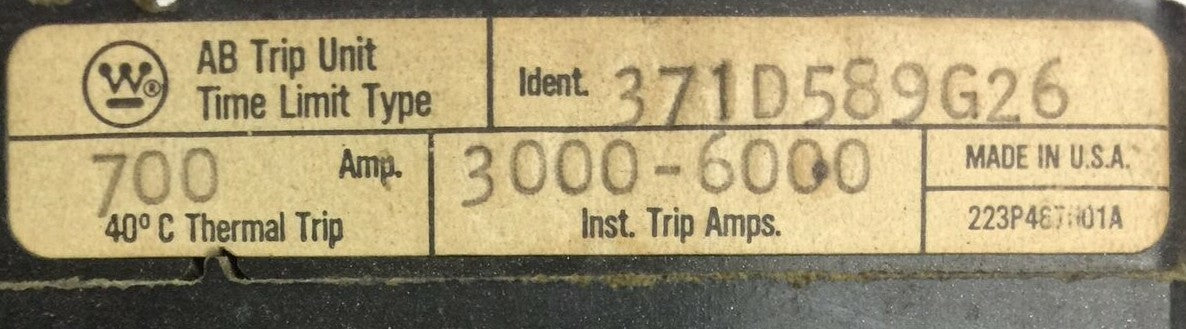 W®
AB Trip Unit
Time Limit Type
Ident. 371D589G26
700 Amp.
40º C Thermal Trip
3000-6000
Inst. Trip Amps.
MADE IN U.S.A.